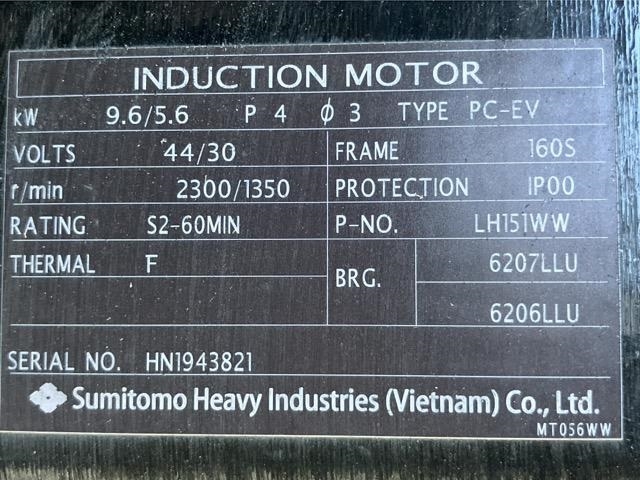 INDUCTION MOTOR
kW 9.6/5.6 P 4 ϕ 3 TYPE PC-EV
VOLTS 44/30 FRAME 160S
r/min 2300/1350 PROTECTION IP00
RATING S2-60MIN P-NO. LH151WW
THERMAL F BRG. 6207LLU
6206LLU
SERIAL NO. HN1943821
Sumitomo Heavy Industries (Vietnam) Co., Ltd.
MT056WW